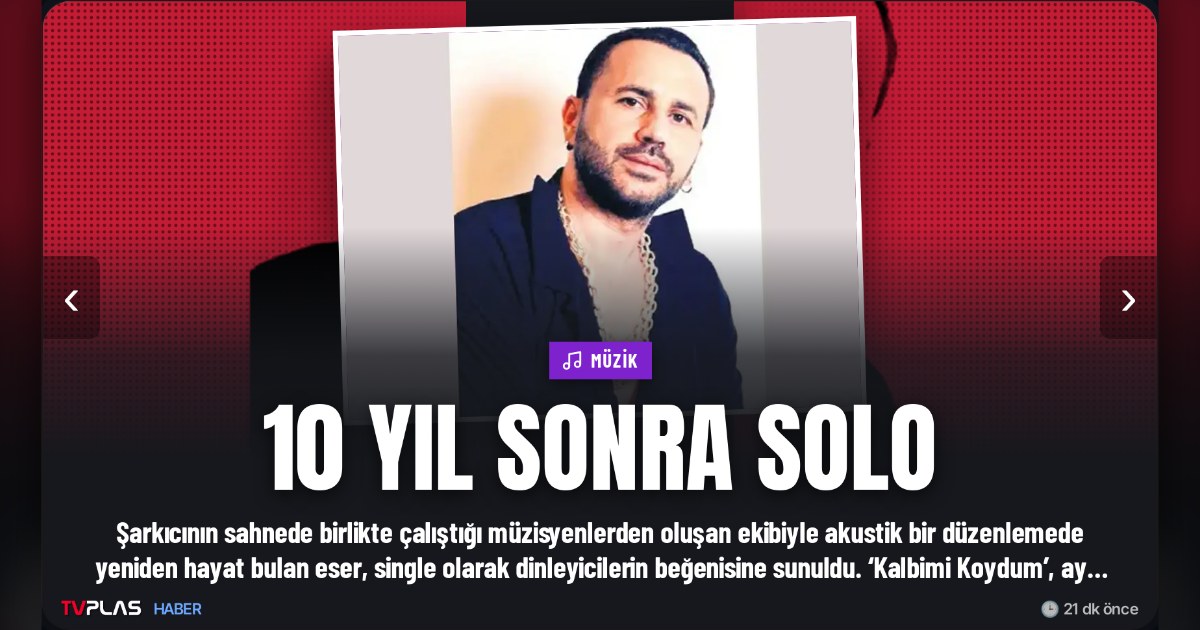 MÜZİK
10 YIL SONRA SOLO
Şarkıcının sahnede birlikte çalıştığı müzisyenlerden oluşan ekibiyle akustik bir düzenlemede
yeniden hayat bulan eser, single olarak dinleyicilerin beğenisine sunuldu. ‘Kalbimi Koydum’, ay...
TVPLAS HABER
21 dk önce